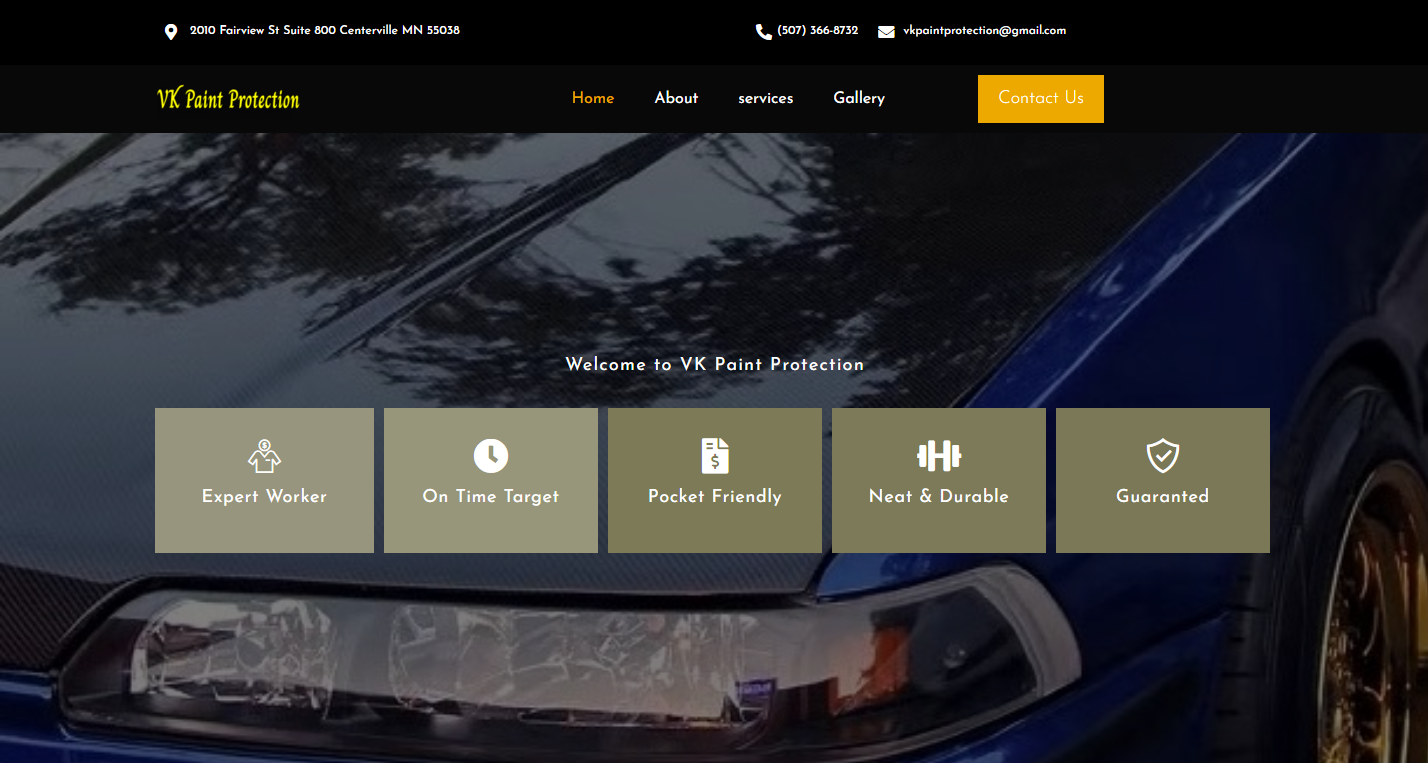 2010 Fairview St Suite 800 Centerville MN 55038
(507) 366-8732
vkpaintprotection@gmail.com
VK Paint Protection
Home
About
services
Gallery
Contact Us
Welcome to VK Paint Protection
Expert Worker
On Time Target
Pocket Friendly
Neat & Durable
Guaranted